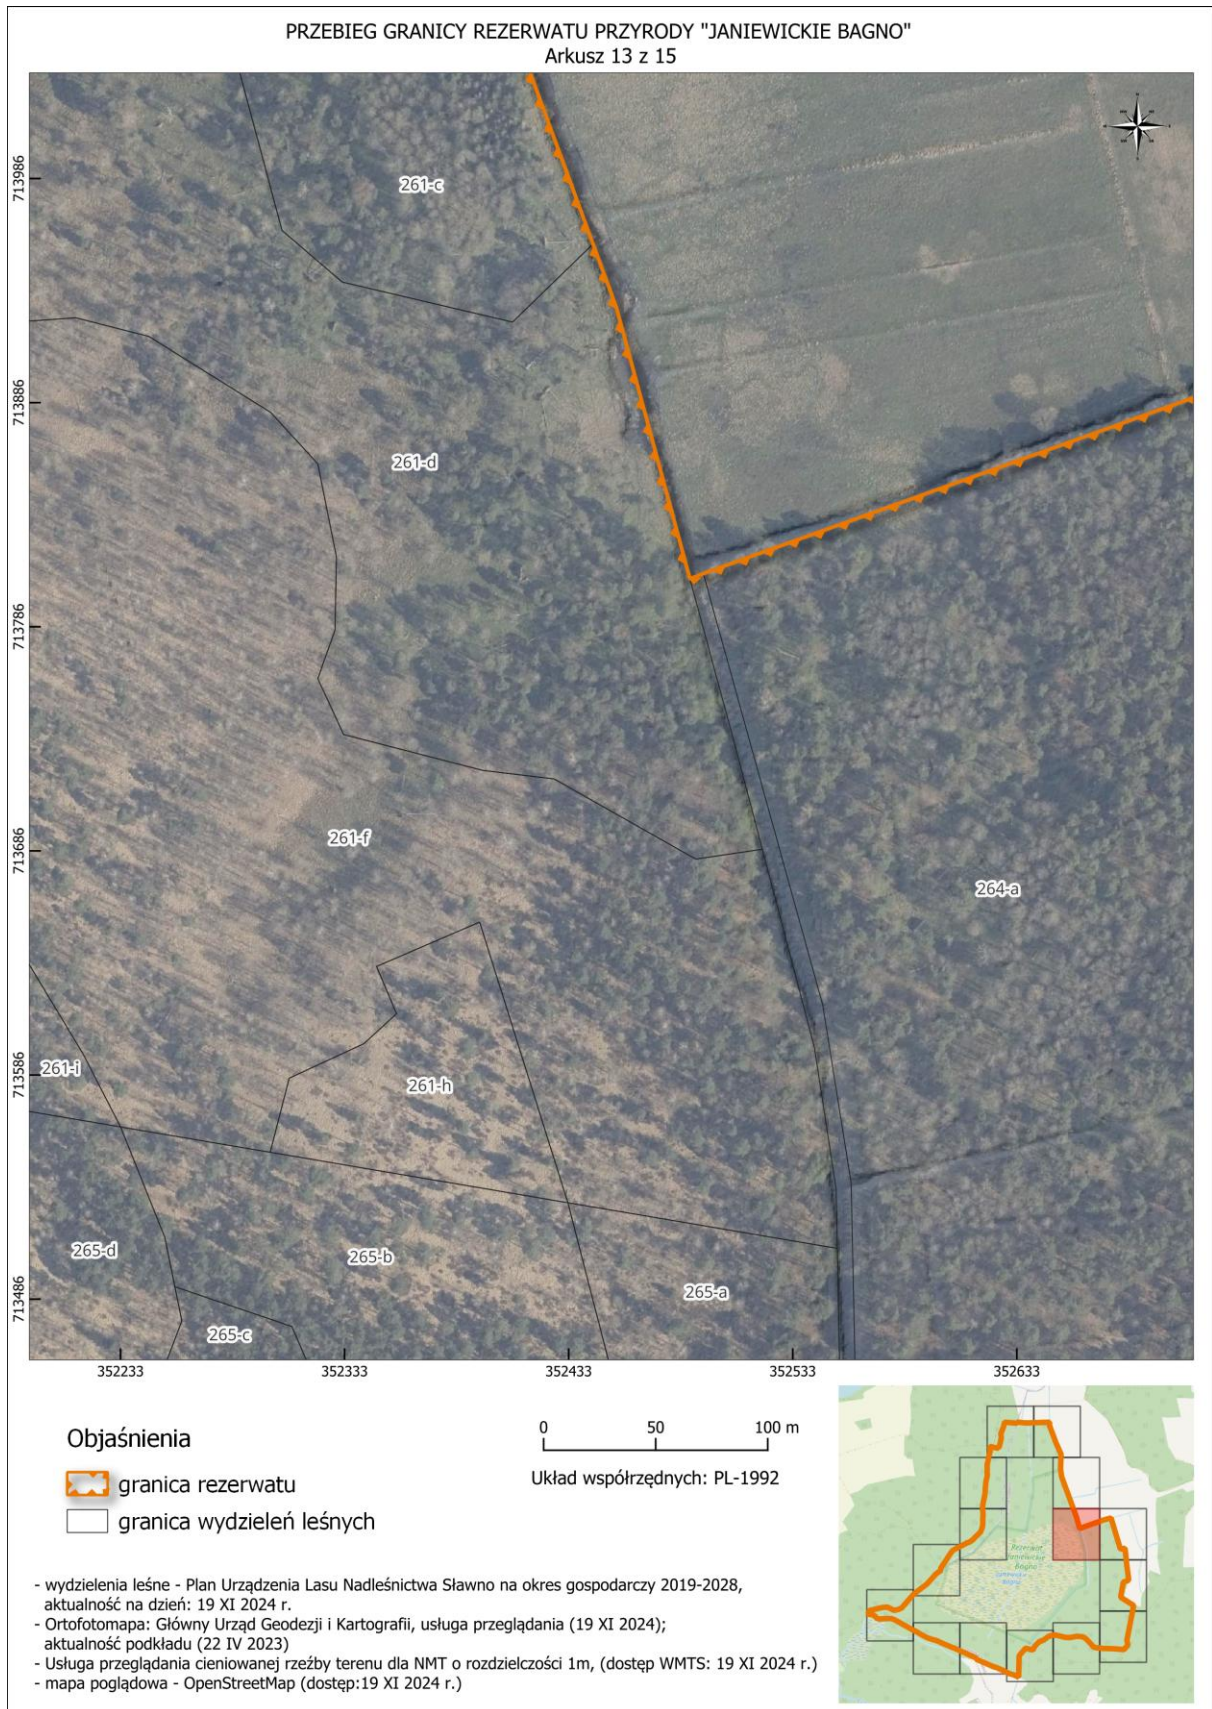 PRZEBIEG GRANICY REZERWATU PRZYRODY "JANIEWICKIE BAGNO"
Arkusz 13 z 15
713986
713886
713786
713686
713586
713486
261-c
261-d
261-f
264-a
261-i
261-h
265-d
265-b
265-a
265-c
352233
352333
352433
352533
352633
Objaśnienia
granica rezerwatu
granica wydzieleń leśnych
0 50 100 m
Układ współrzędnych: PL-1992
Rezerwat
Janiewickie
Bagno
Janiewickie
Bagno
- wydzielenia leśne - Plan Urządzenia Lasu Nadleśnictwa Sławno na okres gospodarczy 2019-2028,
aktualność na dzień: 19 XI 2024 r.
- Ortofotomapa: Główny Urząd Geodezji i Kartografii, usługa przeglądania (19 XI 2024);
aktualność podkładu (22 IV 2023)
- Usługa przeglądania cieniowanej rzeźby terenu dla NMT o rozdzielczości 1m, (dostęp WMTS: 19 XI 2024 r.)
- mapa poglądowa - OpenStreetMap (dostęp:19 XI 2024 r.)